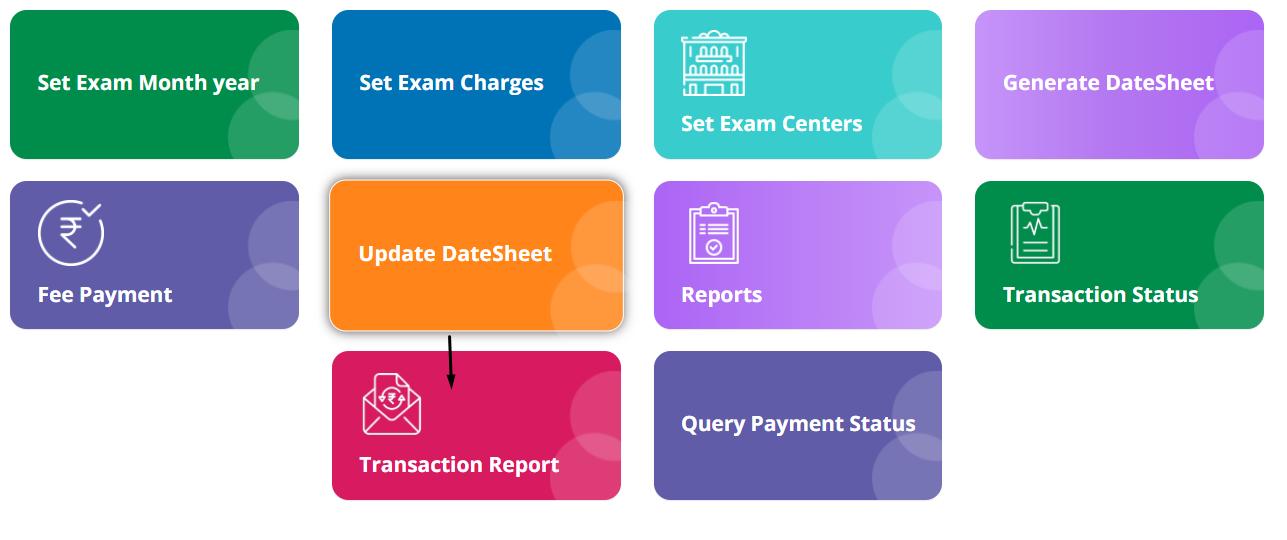 Set Exam Month year
Set Exam Charges
Set Exam Centers
Generate DateSheet
Fee Payment
Update DateSheet
Reports
Transaction Status
Transaction Report
Query Payment Status